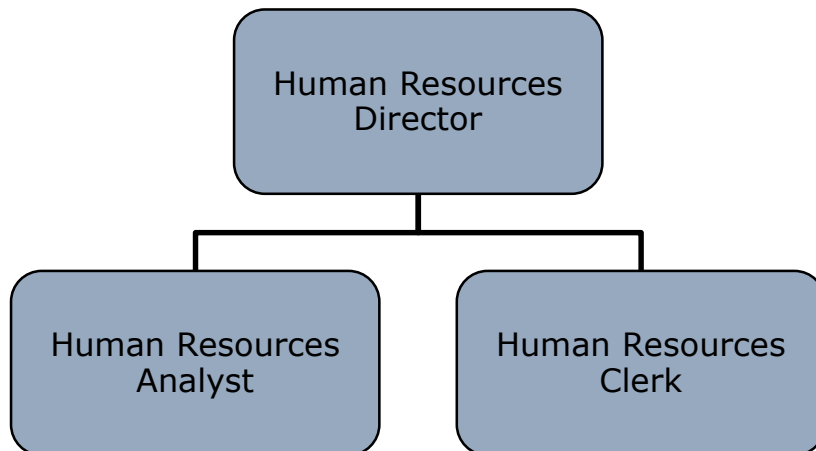 Human Resources
Director
Human Resources
Analyst
Human Resources
Clerk